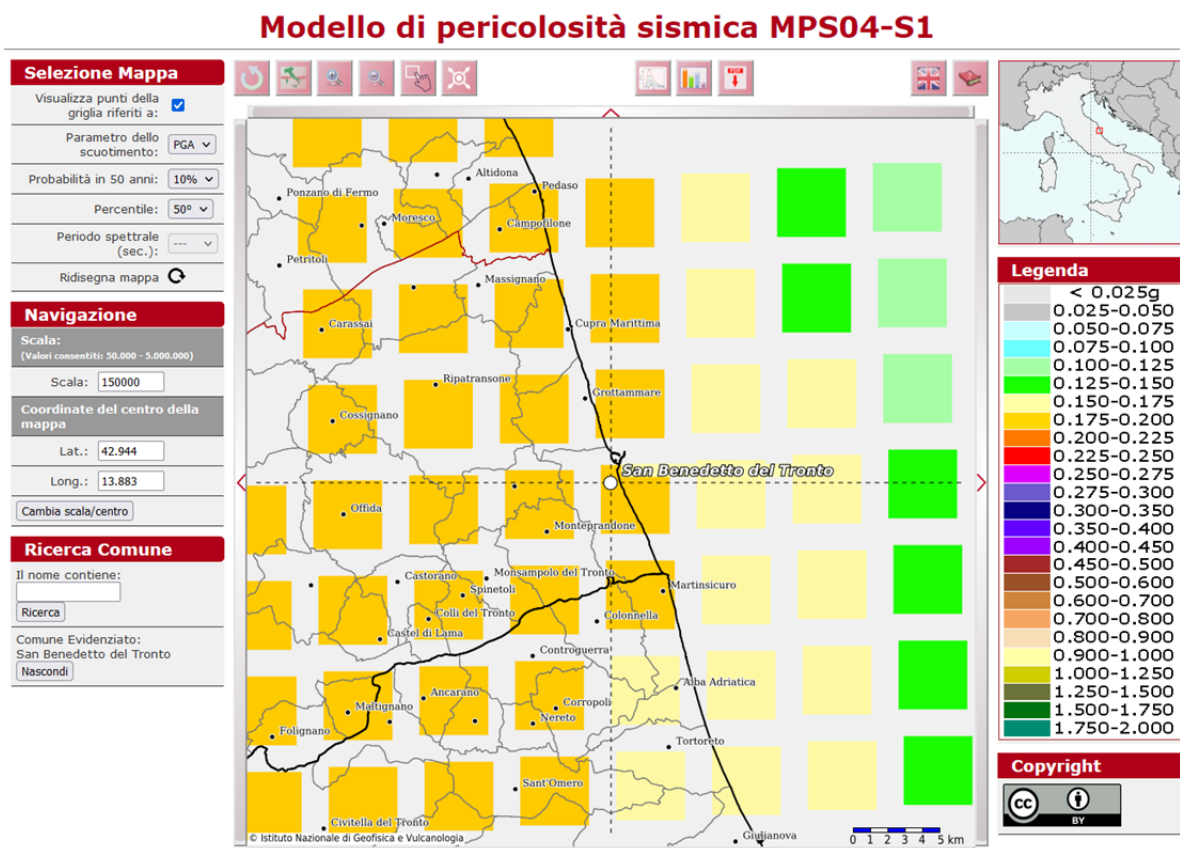 Modello di pericolosità sismica MPS04-S1
Selezione Mappa
Visualizza punti della
griglia riferiti a:
Parametro dello
scuotimento:
PGA
Probabilità in 50 anni:
10%
Percentile:
50°
Periodo spettrale
(sec.):
---
Ridisegna mappa
Navigazione
Scala:
(Valori consentiti: 50.000 - 5.000.000)
Scala:
150000
Coordinate del centro della
mappa
Lat.:
42.944
Long.:
13.883
Cambia scala/centro
Ricerca Comune
Il nome contiene:
Ricerca
Comune Evidenziato:
San Benedetto del Tronto
Nascondi
PDF
Altidona
Ponzano di Fermo
Pedaso
Moresco
Campofilone
Petritoli
Massignano
Carassai
Cupra Marittima
Ripatransone
Grottammare
Cossignano
San Benedetto del Tronto
Offida
Monteprandone
Castorano
Monsampolo del Tronto
Spinetoli
Martinsicuro
Colli del Tronto
Colonnella
Castel di Lama
Controguerra
Alba Adriatica
Ancarano
Maltignano
Corropoli
Nereto
Folignano
Tortoreto
Sant'Omero
Civitella del Tronto
Giulianova
© Istituto Nazionale di Geofisica e Vulcanologia
0 1 2 3 4 5 km
Legenda
< 0.025g
0.025-0.050
0.050-0.075
0.075-0.100
0.100-0.125
0.125-0.150
0.150-0.175
0.175-0.200
0.200-0.225
0.225-0.250
0.250-0.275
0.275-0.300
0.300-0.350
0.350-0.400
0.400-0.450
0.450-0.500
0.500-0.600
0.600-0.700
0.700-0.800
0.800-0.900
0.900-1.000
1.000-1.250
1.250-1.500
1.500-1.750
1.750-2.000
Copyright
cc
BY